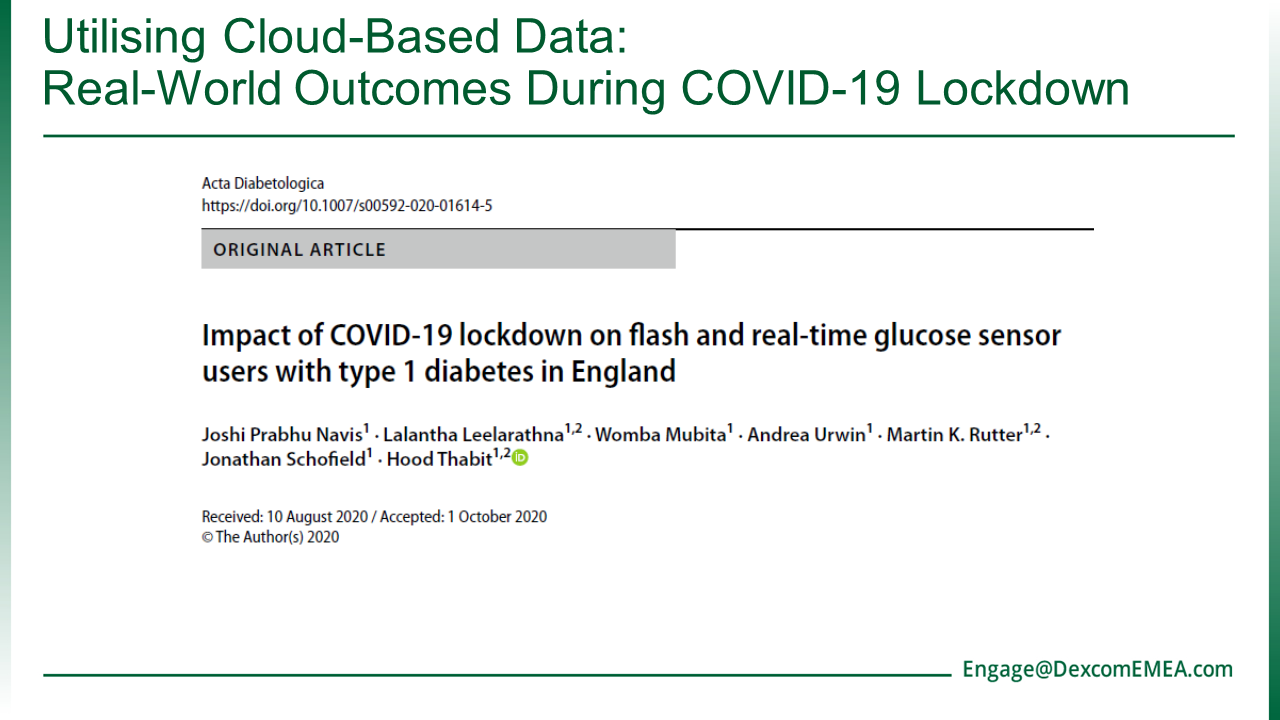 Utilising Cloud-Based Data:
Real-World Outcomes During COVID-19 Lockdown
Acta Diabetologica
https://doi.org/10.1007/s00592-020-01614-5
ORIGINAL ARTICLE
Impact of COVID-19 lockdown on flash and real-time glucose sensor
users with type 1 diabetes in England
Joshi Prabhu Navis¹ · Lalantha Leelarathna¹,² · Womba Mubita¹ · Andrea Urwin¹ · Martin K. Rutter¹,² ·
Jonathan Schofield¹ · Hood Thabit¹,² iD
Received: 10 August 2020 / Accepted: 1 October 2020
© The Author(s) 2020
Engage@DexcomEMEA.com